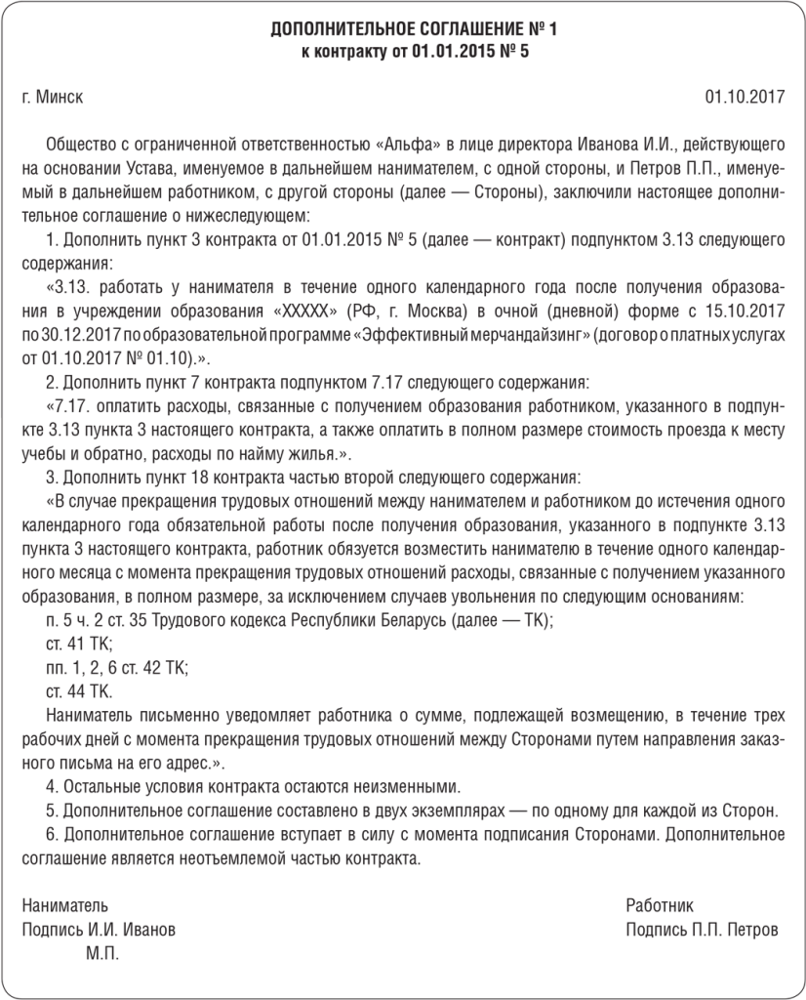 ДОПОЛНИТЕЛЬНОЕ СОГЛАШЕНИЕ № 1
к контракту от 01.01.2015 № 5
г. Минск 01.10.2017
Общество с ограниченной ответственностью «Альфа» в лице директора Иванова И.И., действующего
на основании Устава, именуемое в дальнейшем нанимателем, с одной стороны, и Петров П.П., именуе-
мый в дальнейшем работником, с другой стороны (далее — Стороны), заключили настоящее дополни-
тельное соглашение о нижеследующем:
1. Дополнить пункт 3 контракта от 01.01.2015 № 5 (далее — контракт) подпунктом 3.13 следующего
содержания:
«3.13. работать у нанимателя в течение одного календарного года после получения образова-
ния в учреждении образования «XXXXX» (РФ, г. Москва) в очной (дневной) форме с 15.10.2017
по 30.12.2017 по образовательной программе «Эффективный мерчандайзинг» (договор о платных услугах
от 01.10.2017 № 01.10).».
2. Дополнить пункт 7 контракта подпунктом 7.17 следующего содержания:
«7.17. оплатить расходы, связанные с получением образования работником, указанного в подпун-
кте 3.13 пункта 3 настоящего контракта, а также оплатить в полном размере стоимость проезда к месту
учебы и обратно, расходы по найму жилья.».
3. Дополнить пункт 18 контракта частью второй следующего содержания:
«В случае прекращения трудовых отношений между нанимателем и работником до истечения одного
календарного года обязательной работы после получения образования, указанного в подпункте 3.13
пункта 3 настоящего контракта, работник обязуется возместить нанимателю в течение одного календар-
ного месяца с момента прекращения трудовых отношений расходы, связанные с получением указанного
образования, в полном размере, за исключением случаев увольнения по следующим основаниям:
п. 5 ч. 2 ст. 35 Трудового кодекса Республики Беларусь (далее — ТК);
ст. 41 ТК;
пп. 1, 2, 6 ст. 42 ТК;
ст. 44 ТК.
Наниматель письменно уведомляет работника о сумме, подлежащей возмещению, в течение трех
рабочих дней с момента прекращения трудовых отношений между Сторонами путем направления заказ-
ного письма на его адрес.».
4. Остальные условия контракта остаются неизменными.
5. Дополнительное соглашение составлено в двух экземплярах — по одному для каждой из Сторон.
6. Дополнительное соглашение вступает в силу с момента подписания Сторонами. Дополнительное
соглашение является неотъемлемой частью контракта.
Наниматель Работник
Подпись И.И. Иванов Подпись П.П. Петров
М.П.